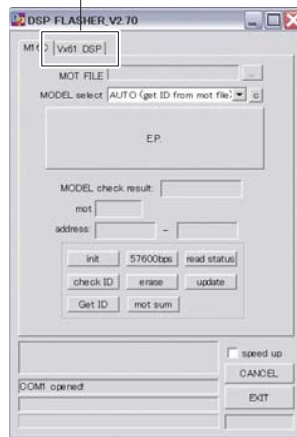 DSP FLASHER_V2.70
M16C Vx61 DSP
MOT FILE ...
MODEL select AUTO (get ID from mot file) c
E.P.
MODEL check result:
mot
address: -
init 57600bps read status
check ID erase update
Get ID mot sum
speed up
CANCEL
COM1 opened!
EXIT